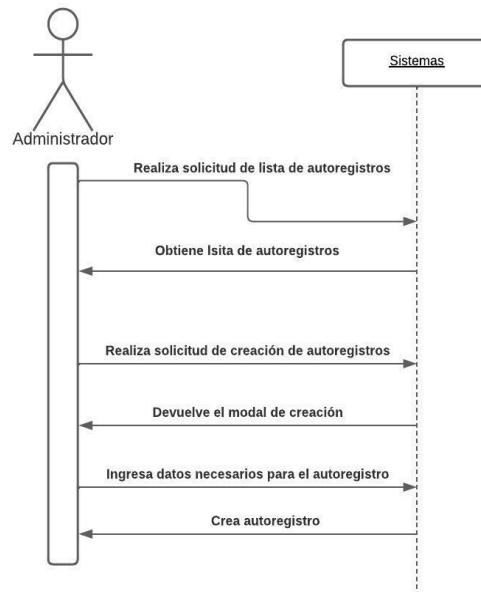 Sistemas
Administrador
Realiza solicitud de lista de autoregistros
Obtiene lsita de autoregistros
Realiza solicitud de creación de autoregistros
Devuelve el modal de creación
Ingresa datos necesarios para el autoregistro
Crea autoregistro